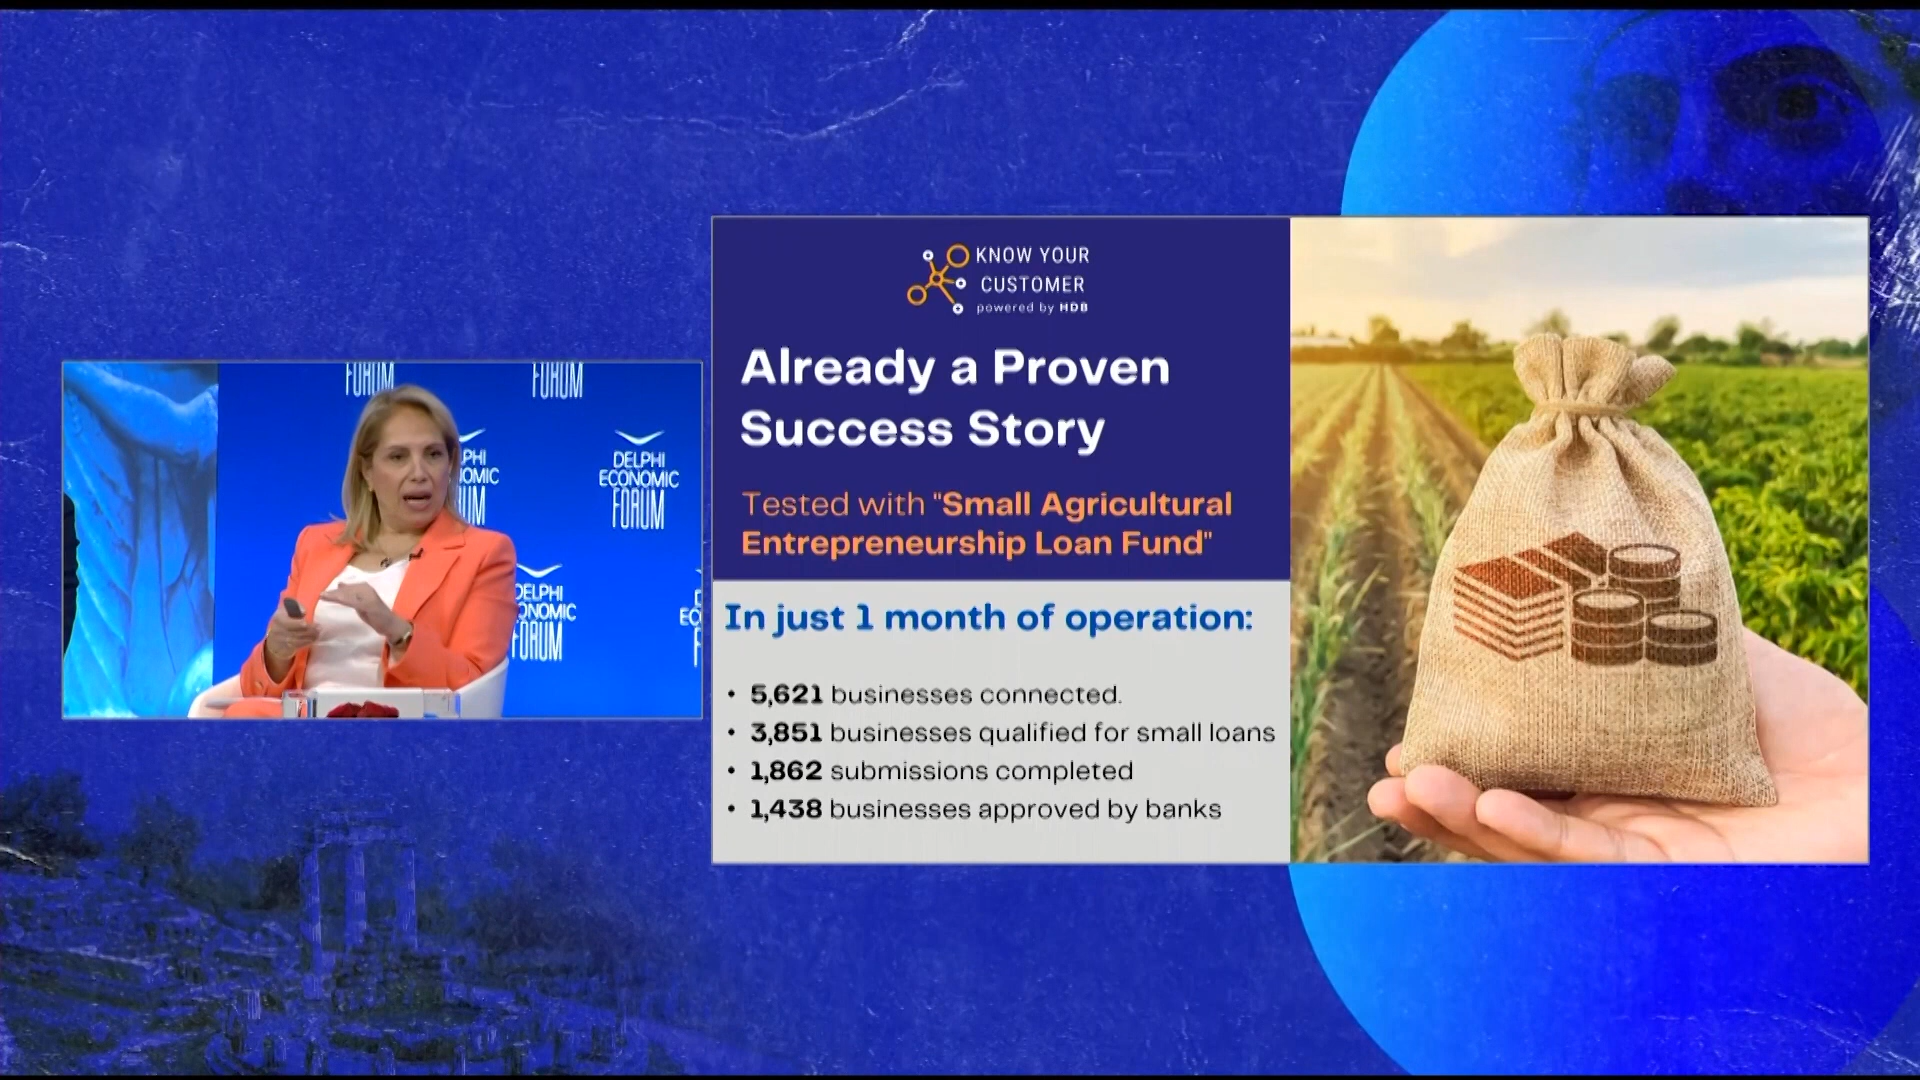 FORUM
FORUM
DELPHI
ECONOMIC
FORUM
KNOW YOUR
CUSTOMER
powered by HDB
Already a Proven
Success Story
Tested with "Small Agricultural
Entrepreneurship Loan Fund"
In just 1 month of operation:
• 5,621 businesses connected.
• 3,851 businesses qualified for small loans
• 1,862 submissions completed
• 1,438 businesses approved by banks